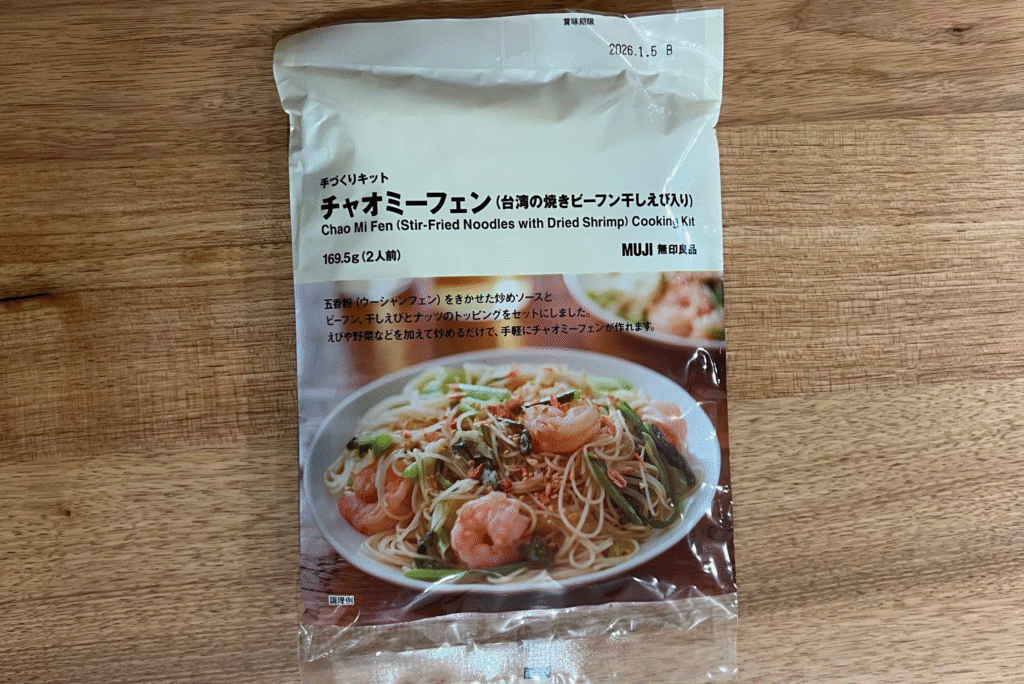 賞味期限
2026.1.5 B
手づくりキット
チャオミーフェン(台湾の焼きビーフン干しえび入り)
Chao Mi Fen (Stir-Fried Noodles with Dried Shrimp) Cooking Kit
169.5g(2人前)
MUJI 無印良品
五香粉(ウーシャンフェン)をきかせた炒めソースと
ビーフン、干しえびとナッツのトッピングをセットにしました。
えびや野菜などを加えて炒めるだけで、手軽にチャオミーフェンが作れます。
調理例